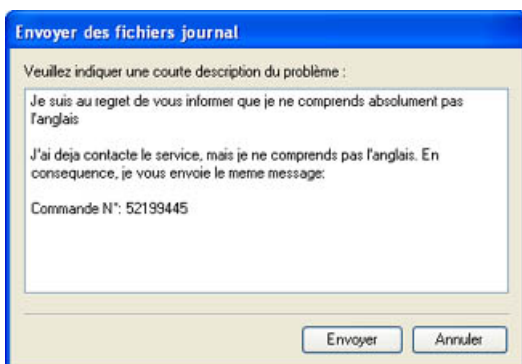 Envoyer des fichiers journal
Veuillez indiquer une courte description du problème :
Je suis au regret de vous informer que je ne comprends absolument pas
l'anglais
J'ai deja contacte le service, mais je ne comprends pas l'anglais. En
consequence, je vous envoie le meme message:
Commande N°: 52199445
Envoyer Annuler